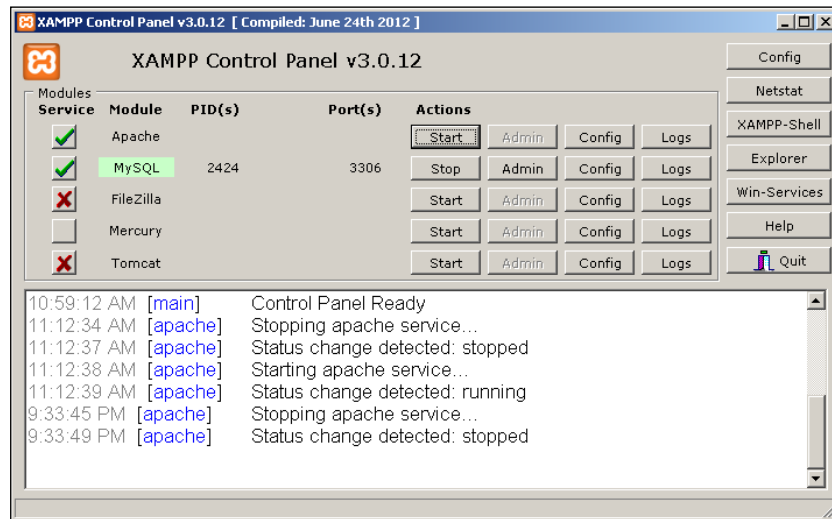 XAMPP Control Panel v3.0.12 [ Compiled: June 24th 2012 ]
XAMPP Control Panel v3.0.12
Config
Netstat
XAMPP-Shell
Explorer
Win-Services
Help
Quit
Modules
Service Module PID(s) Port(s) Actions
Apache Start Admin Config Logs
MySQL 2424 3306 Stop Admin Config Logs
FileZilla Start Admin Config Logs
Mercury Start Admin Config Logs
Tomcat Start Admin Config Logs
10:59:12 AM [main] Control Panel Ready
11:12:34 AM [apache] Stopping apache service...
11:12:37 AM [apache] Status change detected: stopped
11:12:38 AM [apache] Starting apache service...
11:12:39 AM [apache] Status change detected: running
9:33:45 PM [apache] Stopping apache service...
9:33:49 PM [apache] Status change detected: stopped